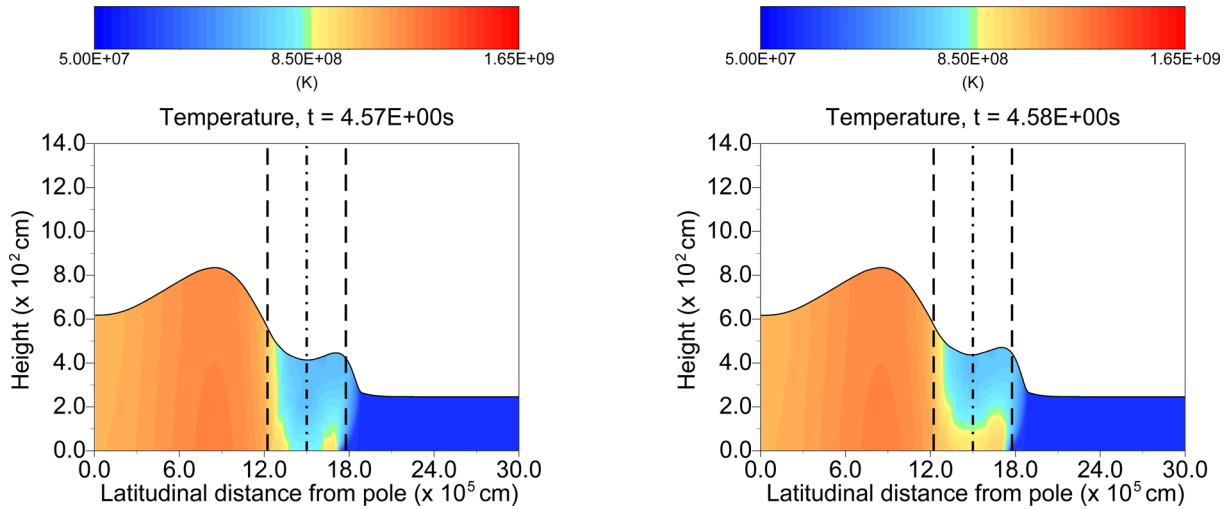 5.00E+07 8.50E+08 1.65E+09
(K)
Temperature, t = 4.57E+00s
14.0
12.0
10.0
8.0
6.0
4.0
2.0
0.0
Height (x 10² cm)
0.0 6.0 12.0 18.0 24.0 30.0
Latitudinal distance from pole (x 10⁵ cm)
5.00E+07 8.50E+08 1.65E+09
(K)
Temperature, t = 4.58E+00s
14.0
12.0
10.0
8.0
6.0
4.0
2.0
0.0
Height (x 10² cm)
0.0 6.0 12.0 18.0 24.0 30.0
Latitudinal distance from pole (x 10⁵ cm)